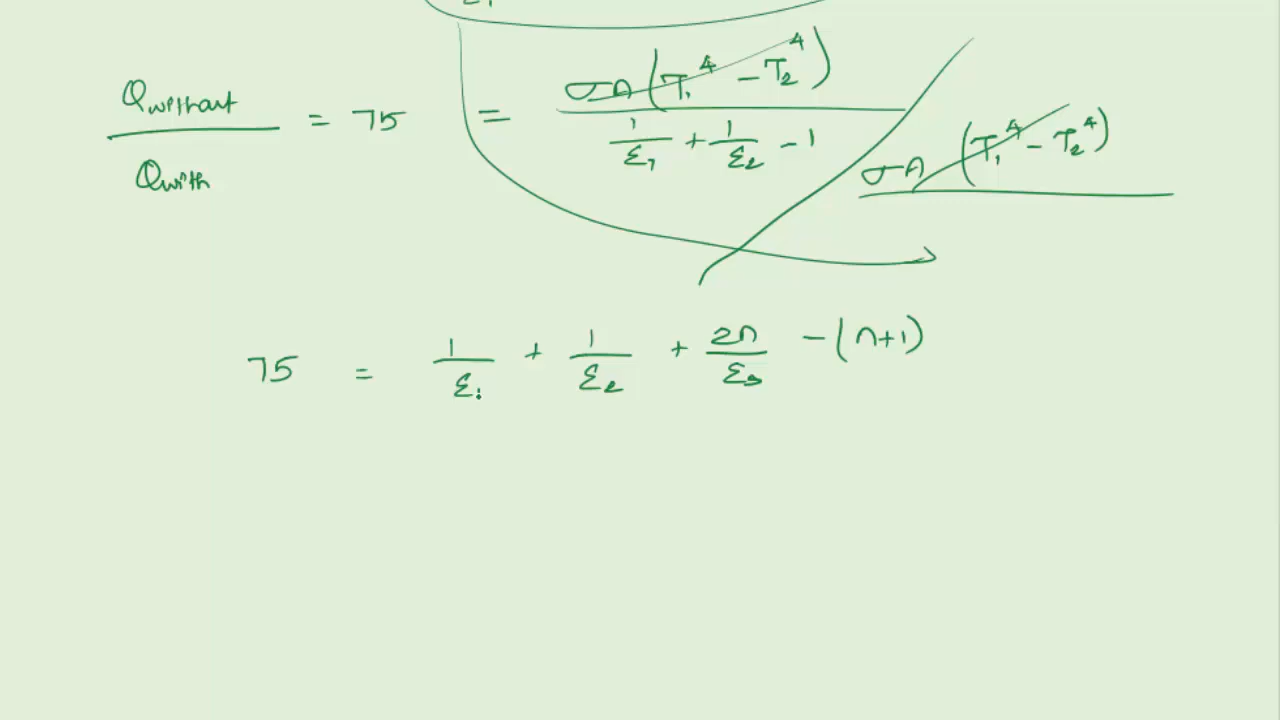 ε₁
Qwithout / Qwith = 75 = σA (T₁⁴ – T₂⁴) / (1/ε₁ + 1/ε₂ – 1)
σA (T₁⁴ – T₂⁴)
75 = 1/ε₁ + 1/ε₂ + 2n/ε₃ – (n+1)